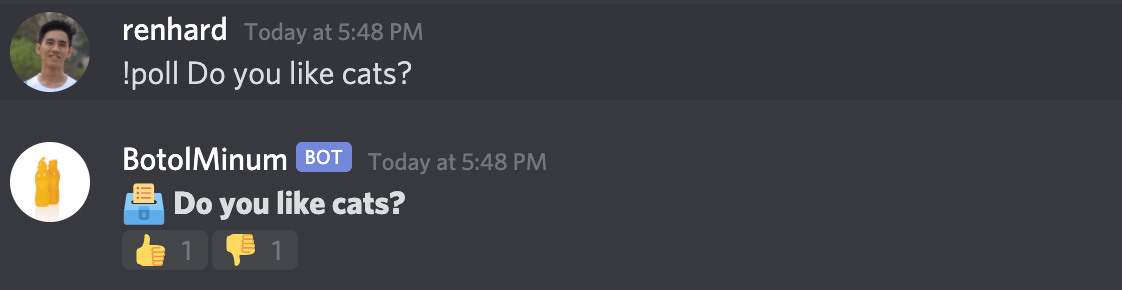 renhard Today at 5:48 PM
!poll Do you like cats?
BotolMinum BOT Today at 5:48 PM
Do you like cats?
1 1